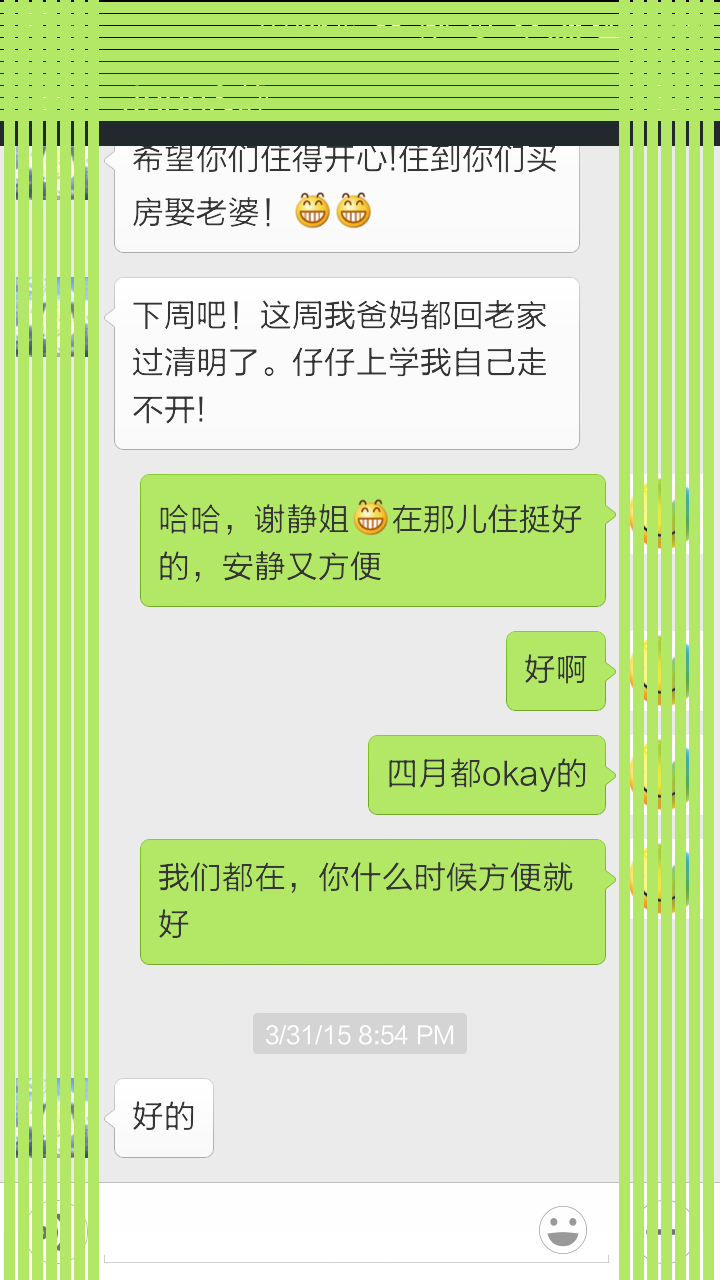 希望你们住得开心!住到你们买
房娶老婆！😁😁
下周吧！这周我爸妈都回老家
过清明了。仔仔上学我自己走
不开!
哈哈，谢静姐😁在那儿住挺好
的，安静又方便
好啊
四月都okay的
我们都在，你什么时候方便就
好
3/31/15 8:54 PM
好的